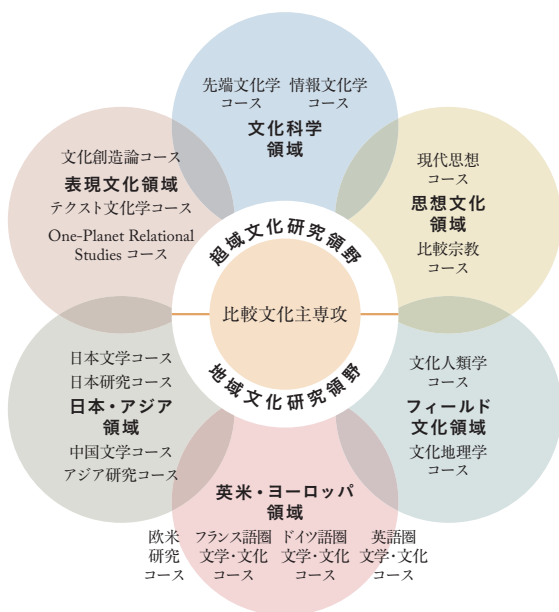 先端文化学
コース
情報文化学
コース
文化科学
領域
文化創造論コース
表現文化領域
テクスト文化学コース
One-Planet Relational
Studies コース
現代思想
コース
思想文化
領域
比較宗教
コース
超域文化研究領野
比較文化主専攻
地域文化研究領野
日本文学コース
日本研究コース
日本・アジア
領域
中国文学コース
アジア研究コース
文化人類学
コース
フィールド
文化領域
文化地理学
コース
英米・ヨーロッパ
領域
欧米
研究
コース
フランス語圏
文学・文化
コース
ドイツ語圏
文学・文化
コース
英語圏
文学・文化
コース